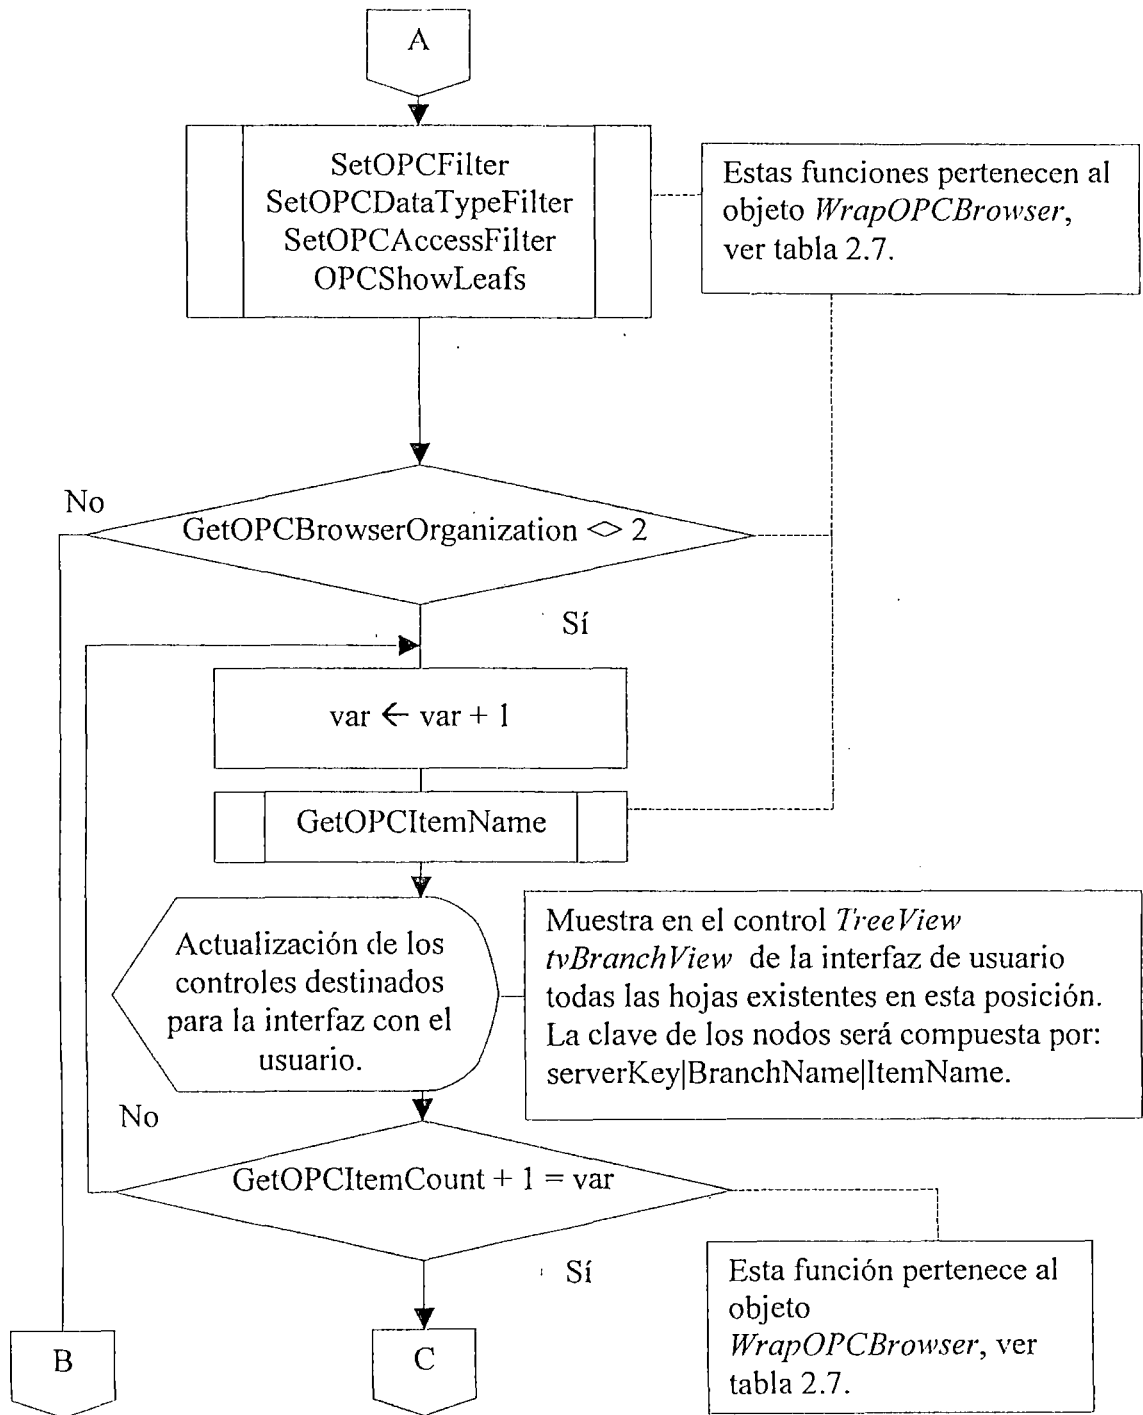 A
SetOPCFilter
SetOPCDataTypeFilter
SetOPCAccessFilter
OPCShowLeafs
Estas funciones pertenecen al
objeto WrapOPCBrowser,
ver tabla 2.7.
No
GetOPCBrowserOrganization <> 2
Sí
var ← var + 1
GetOPCItemName
Actualización de los
controles destinados
para la interfaz con el
usuario.
Muestra en el control TreeView
tvBranchView de la interfaz de usuario
todas las hojas existentes en esta posición.
La clave de los nodos será compuesta por:
serverKey|BranchName|ItemName.
No
GetOPCItemCount + 1 = var
Sí
Esta función pertenece al
objeto
WrapOPCBrowser, ver
tabla 2.7.
B
C